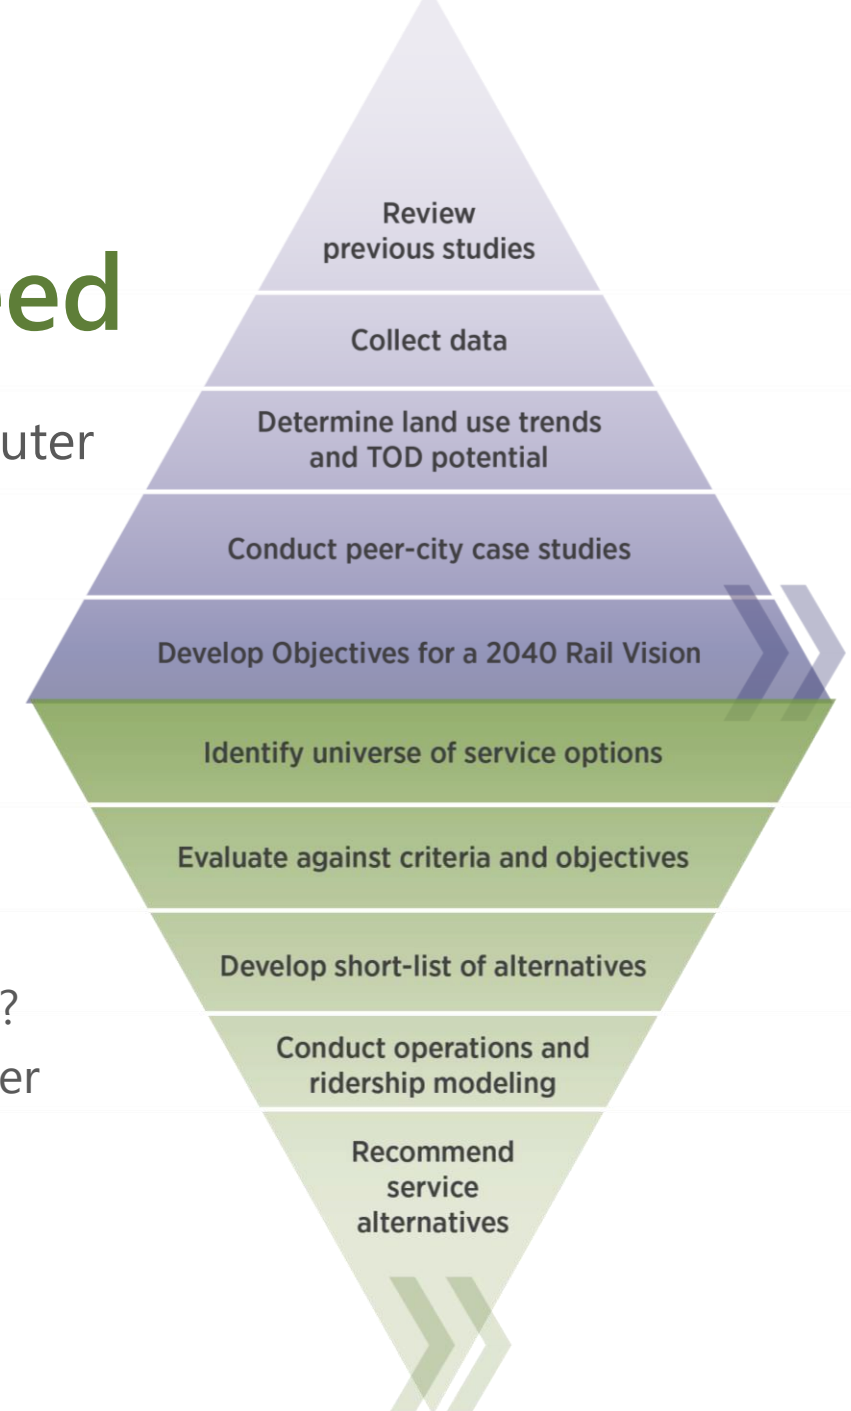 Review
previous studies
eed
Collect data
Determine land use trends
and TOD potential
uter
Conduct peer-city case studies
Develop Objectives for a 2040 Rail Vision
Identify universe of service options
Evaluate against criteria and objectives
Develop short-list of alternatives
?
Conduct operations and
ridership modeling
er
Recommend
service
alternatives